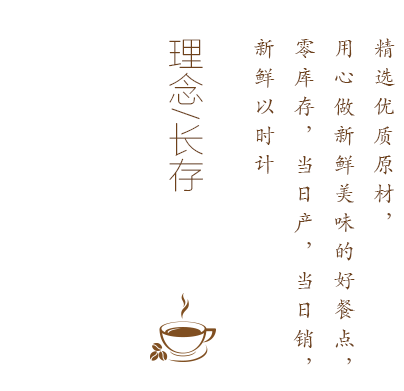 精选优质原材，
用心做新鲜美味的好餐点，
零库存，当日产，当日销，
新鲜以时计
理念/长存